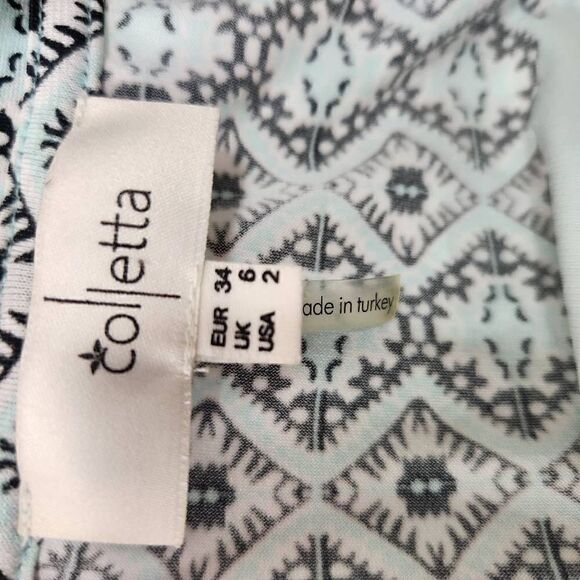 colletta
EUR 34
UK 6
USA 2
ade in turkey